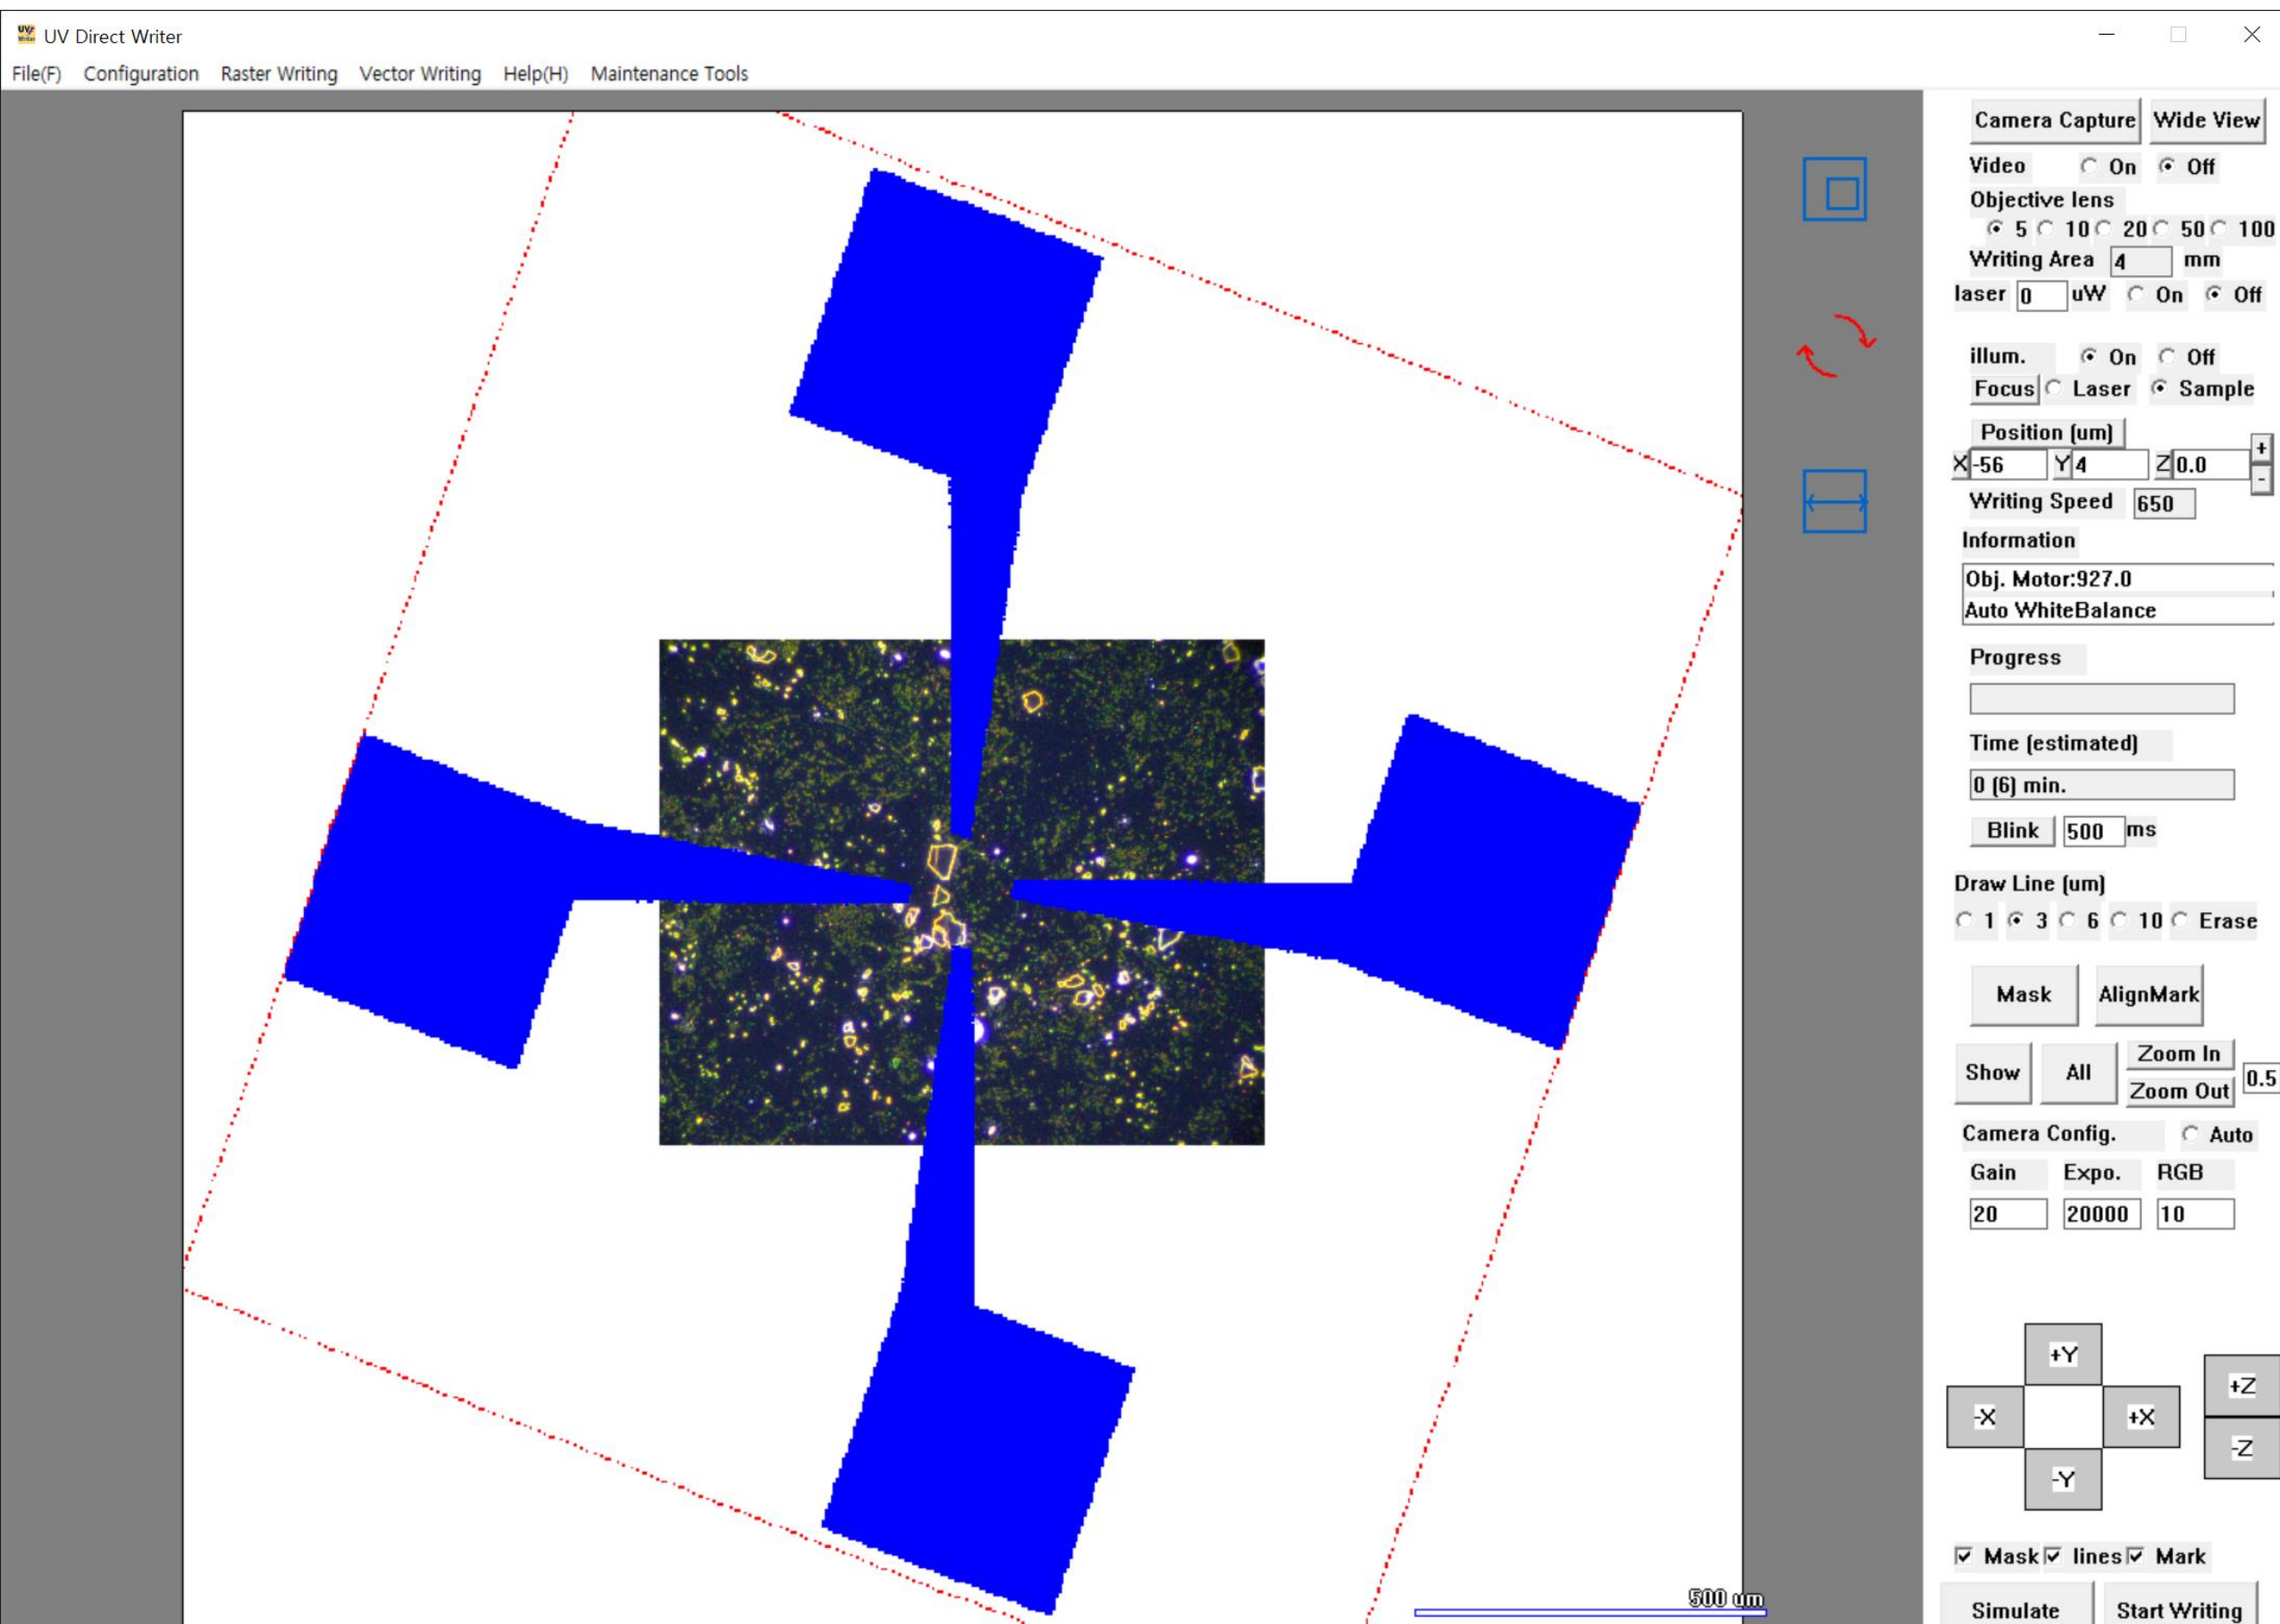 UV Direct Writer
File(F) Configuration Raster Writing Vector Writing Help(H) Maintenance Tools
Camera Capture Wide View
Video On Off
Objective lens
5 10 20 50 100
Writing Area 4 mm
laser 0 uW On Off
illum. On Off
Focus Laser Sample
Position (um)
X -56 Y 4 Z 0.0 + -
Writing Speed 650
Information
Obj. Motor:927.0
Auto WhiteBalance
Progress
Time (estimated)
0 (6) min.
Blink 500 ms
Draw Line (um)
1 3 6 10 Erase
Mask AlignMark
Show All Zoom In 0.5
Zoom Out
Camera Config. Auto
Gain Expo. RGB
20 20000 10
+Y
-X +X
-Y
+Z
-Z
Mask lines Mark
500 um
Simulate Start Writing